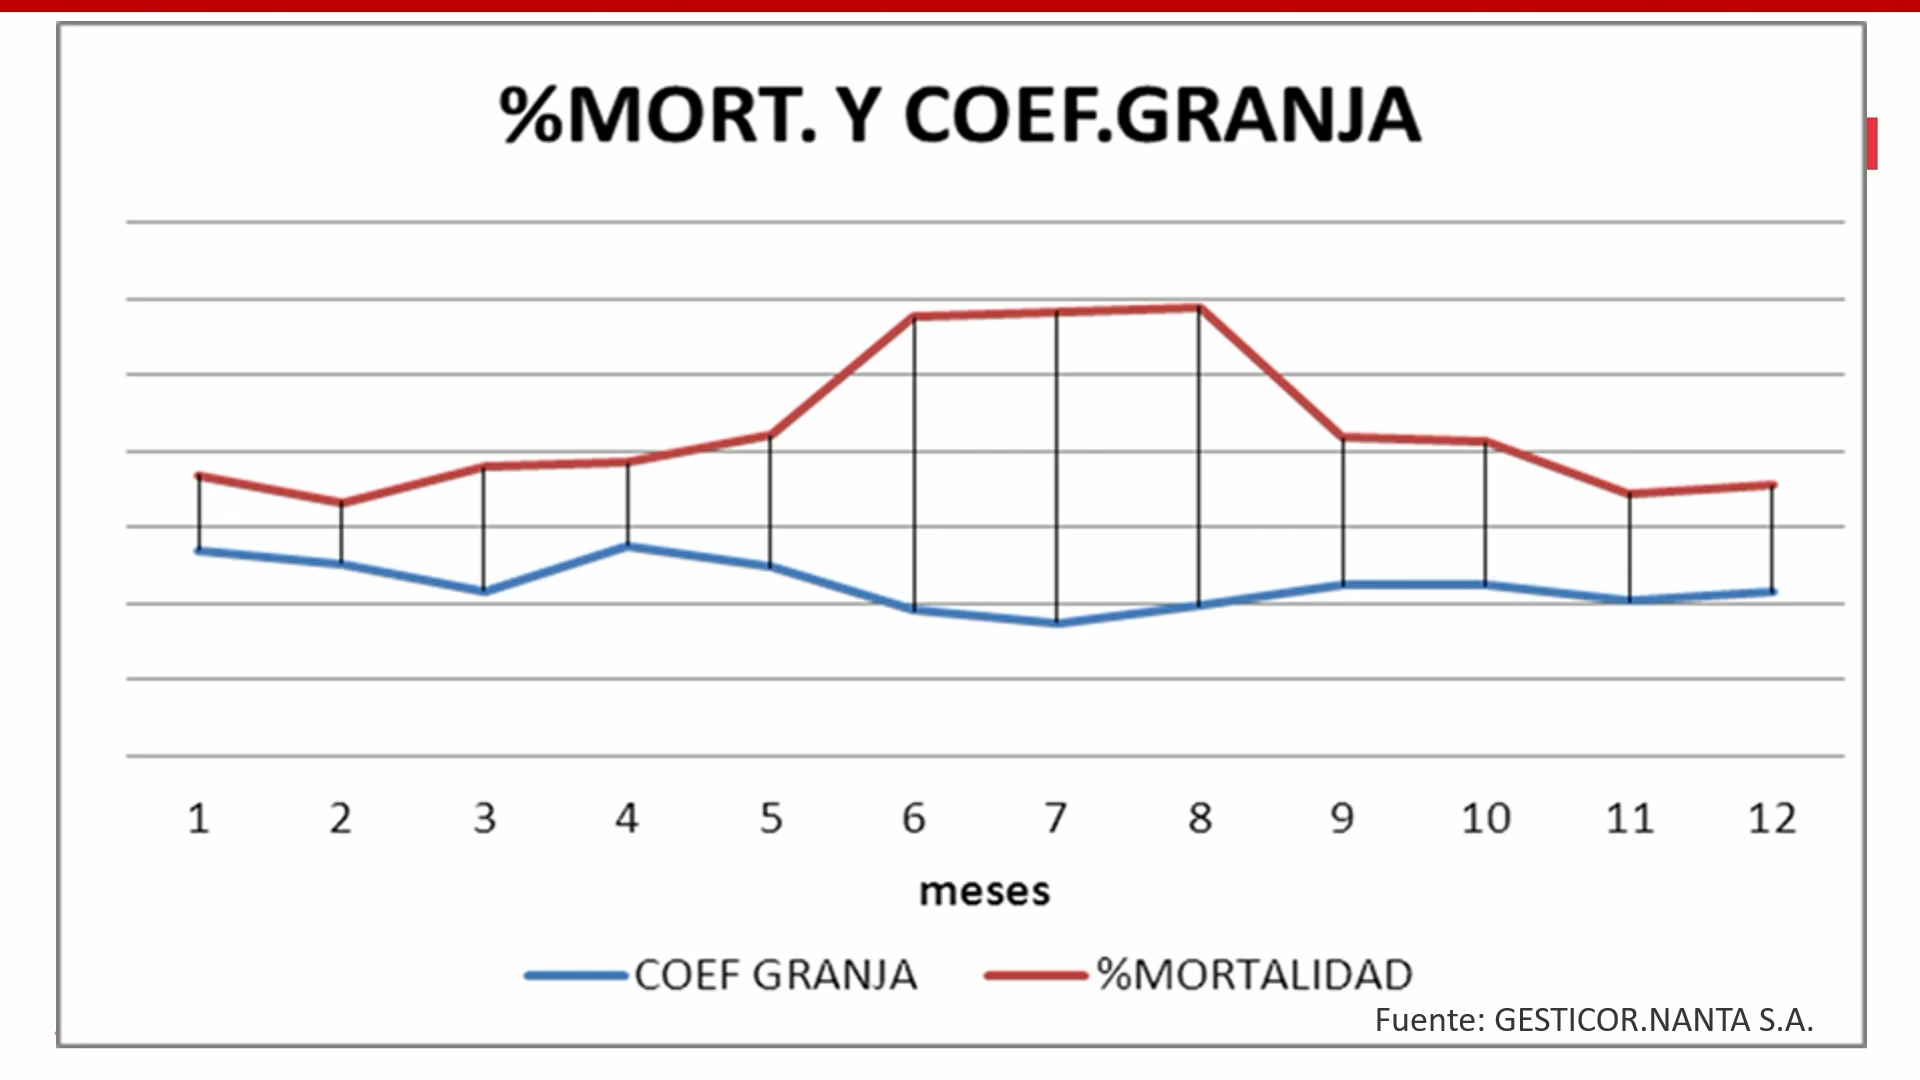 %MORT. Y COEF.GRANJA
1 2 3 4 5 6 7 8 9 10 11 12
meses
COEF GRANJA %MORTALIDAD
Fuente: GESTICOR.NANTA S.A.